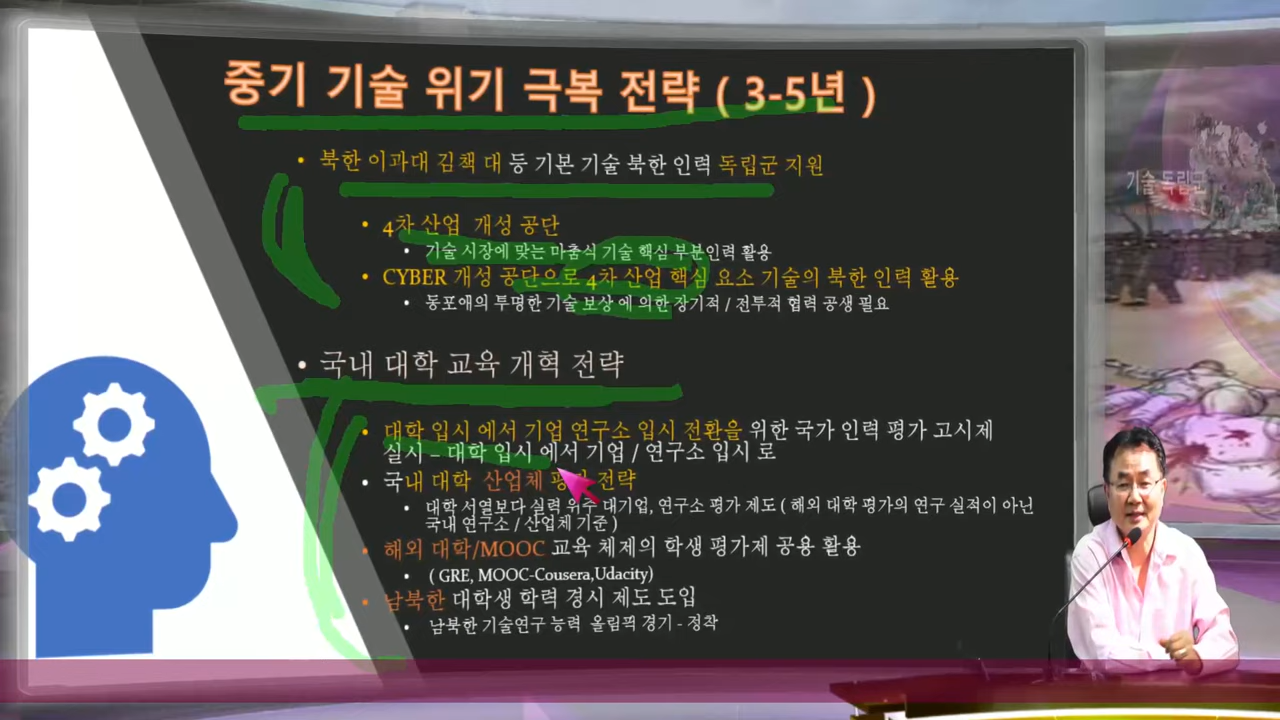 중기 기술 위기 극복 전략 ( 3-5년 )
• 북한 이과대 김책 대 등 기본 기술 북한 인력 독립군 지원
• 4차 산업 개성 공단
• 기술 시장에 맞는 마춤식 기술 핵심 부분인력 활용
• CYBER 개성 공단으로 4차 산업 핵심 요소 기술의 북한 인력 활용
• 동포애의 투명한 기술 보상 에 의한 장기적 / 전투적 협력 공생 필요
• 국내 대학 교육 개혁 전략
• 대학 입시 에서 기업 연구소 입시 전환을 위한 국가 인력 평가 고시제
실시 – 대학 입시 에서 기업 / 연구소 입시 로
• 국내 대학 산업체 평가 전략
• 대학 서열보다 실력 위주 대기업, 연구소 평가 제도 ( 해외 대학 평가의 연구 실적이 아닌
국내 연구소 / 산업체 기준 )
• 해외 대학/MOOC 교육 체제의 학생 평가제 공용 활용
• ( GRE, MOOC-Cousera,Udacity)
• 남북한 대학생 학력 경시 제도 도입
• 남북한 기술연구 능력 올림픽 경기 - 정착
기술 독립군